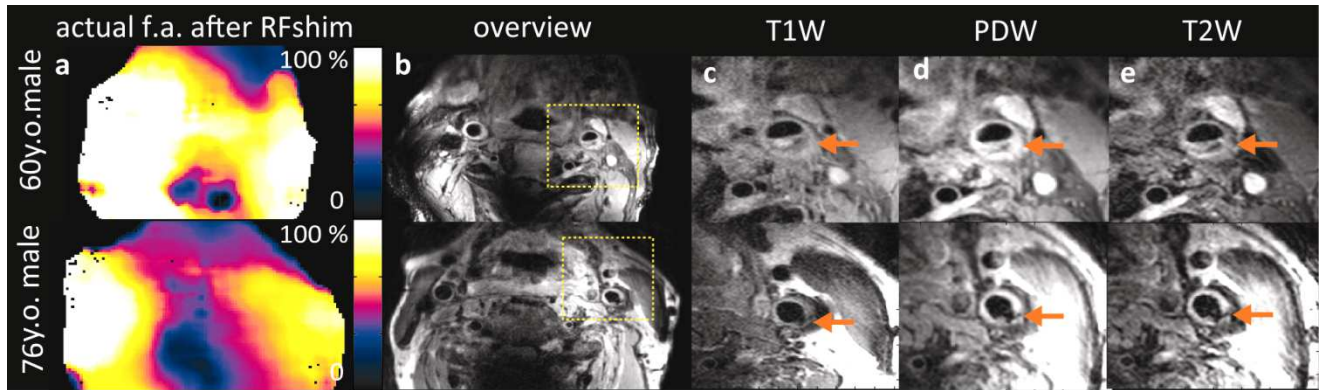 actual f.a. after RFshim
overview
T1W
PDW
T2W
60y.o.male
a
100 %
0
b
c
d
e
76y.o. male
100 %
0